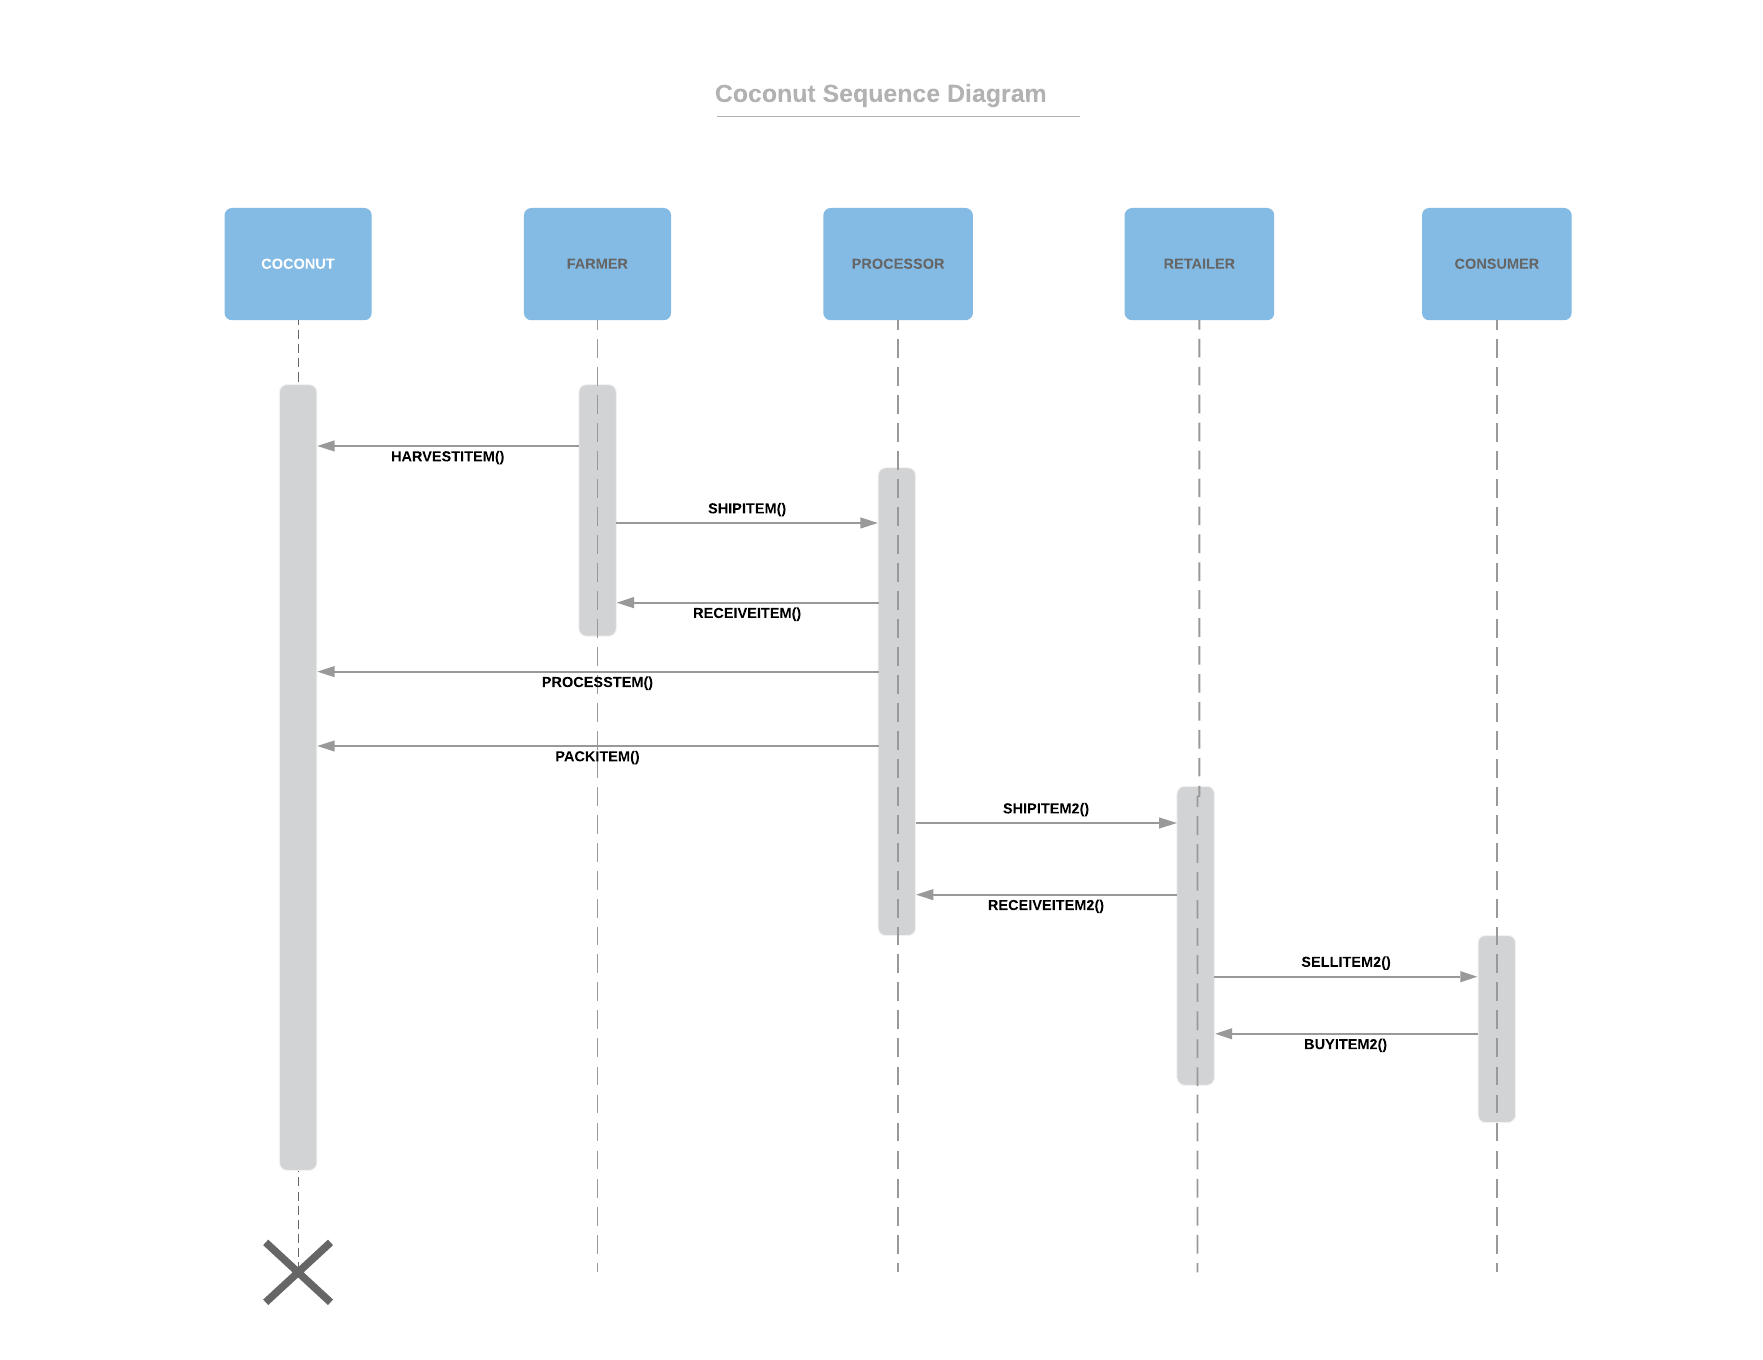 Coconut Sequence Diagram
COCONUT
FARMER
PROCESSOR
RETAILER
CONSUMER
HARVESTITEM()
SHIPITEM()
RECEIVEITEM()
PROCESSTEM()
PACKITEM()
SHIPITEM2()
RECEIVEITEM2()
SELLITEM2()
BUYITEM2()